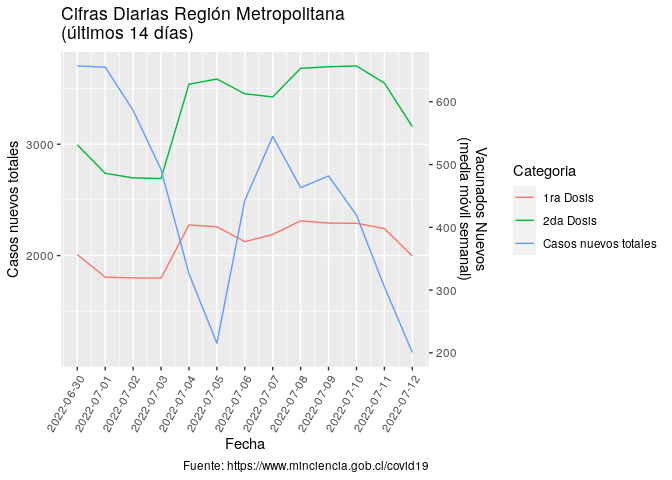 Cifras Diarias Región Metropolitana
(últimos 14 días)
Casos nuevos totales
3000
2000
600
500
400
300
200
Vacunados Nuevos
(media móvil semanal)
2022-06-30
2022-07-01
2022-07-02
2022-07-03
2022-07-04
2022-07-05
2022-07-06
2022-07-07
2022-07-08
2022-07-09
2022-07-10
2022-07-11
2022-07-12
Fecha
Categoria
1ra Dosis
2da Dosis
Casos nuevos totales
Fuente: https://www.minciencia.gob.cl/covid19